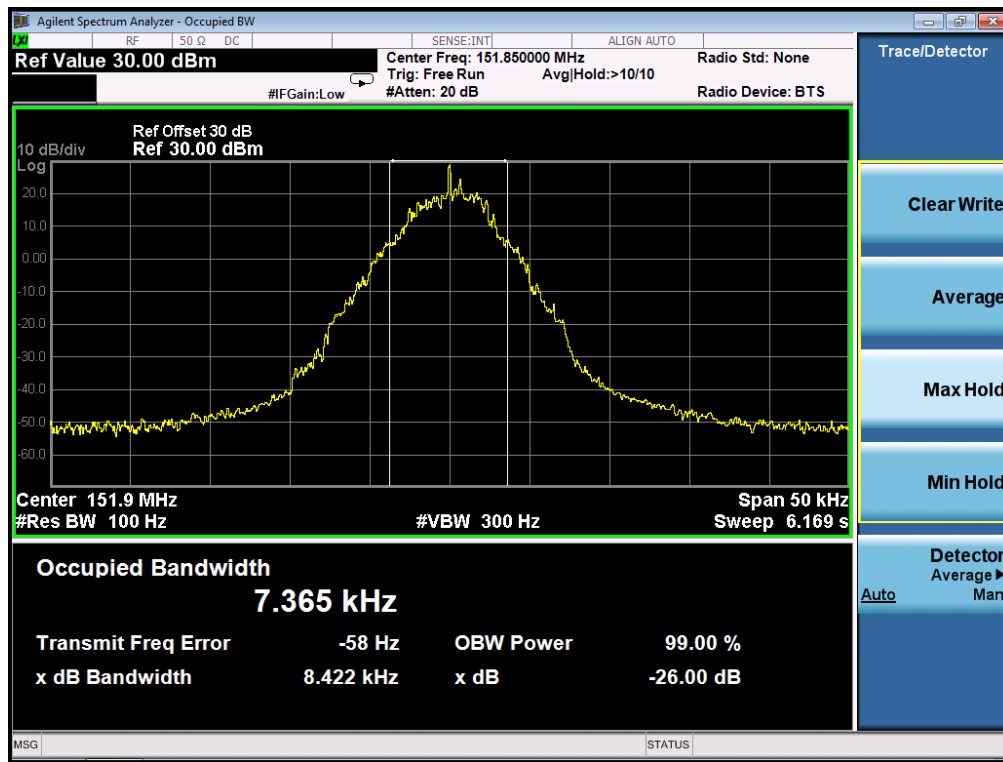 Agilent Spectrum Analyzer - Occupied BW
LXI RF 50 Ω DC SENSE:INT ALIGN AUTO
Ref Value 30.00 dBm
Center Freq: 151.850000 MHz
Radio Std: None
Trig: Free Run Avg|Hold:>10/10
#IFGain:Low
#Atten: 20 dB
Radio Device: BTS
Trace/Detector
Ref Offset 30 dB
10 dB/div Ref 30.00 dBm
Log
20.0
10.0
0.00
-10.0
-20.0
-30.0
-40.0
-50.0
-60.0
Center 151.9 MHz
Span 50 kHz
#Res BW 100 Hz
#VBW 300 Hz
Sweep 6.169 s
Clear Write
Average
Max Hold
Min Hold
Detector
Average
Auto Man
Occupied Bandwidth
7.365 kHz
Transmit Freq Error -58 Hz OBW Power 99.00 %
x dB Bandwidth 8.422 kHz x dB -26.00 dB
MSG STATUS